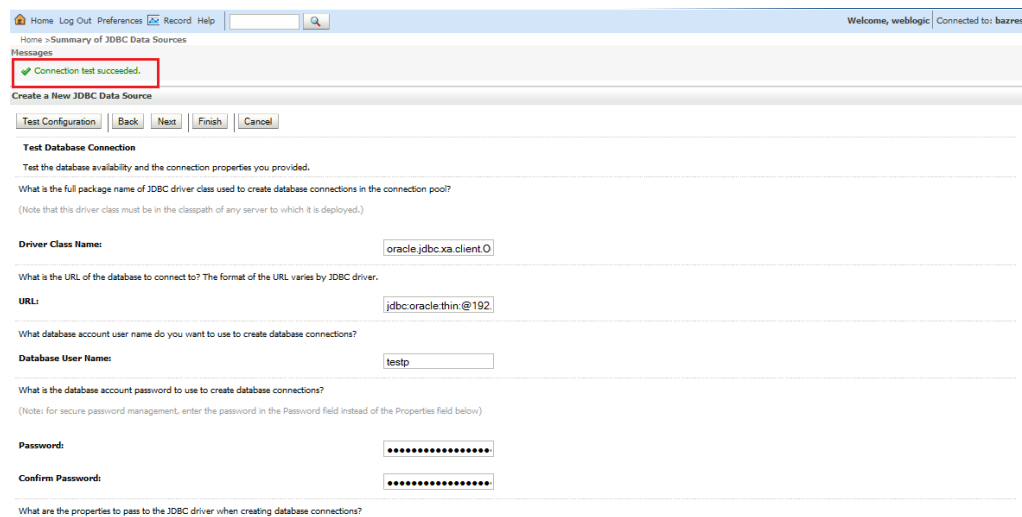 Home Log Out Preferences Record Help
Welcome, weblogic Connected to: bazres
Home >Summary of JDBC Data Sources
Messages
Connection test succeeded.
Create a New JDBC Data Source
Test Configuration Back Next Finish Cancel
Test Database Connection
Test the database availability and the connection properties you provided.
What is the full package name of JDBC driver class used to create database connections in the connection pool?
(Note that this driver class must be in the classpath of any server to which it is deployed.)
Driver Class Name: oracle.jdbc.xa.client.O
What is the URL of the database to connect to? The format of the URL varies by JDBC driver.
URL: jdbc:oracle:thin:@192.
What database account user name do you want to use to create database connections?
Database User Name: testp
What is the database account password to use to create database connections?
(Note: for secure password management, enter the password in the Password field instead of the Properties field below)
Password: ••••••••••••••••••
Confirm Password: ••••••••••••••••••
What are the properties to pass to the JDBC driver when creating database connections?